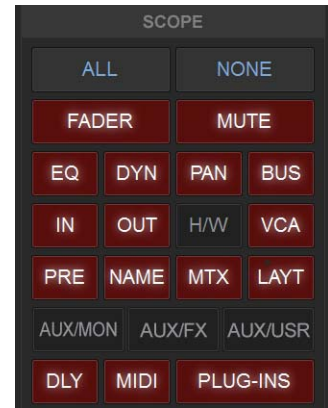 SCOPE
ALL NONE
FADER MUTE
EQ DYN PAN BUS
IN OUT H/W VCA
PRE NAME MTX LAYT
AUX/MON AUX/FX AUX/USR
DLY MIDI PLUG-INS